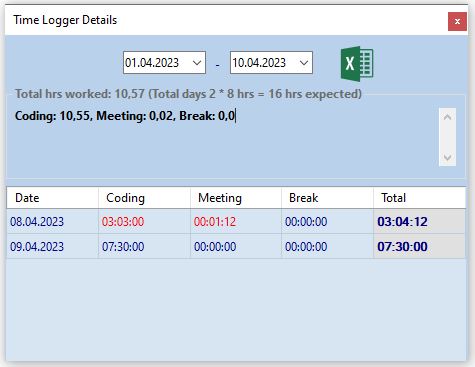 Time Logger Details
x
01.04.2023 - 10.04.2023
X
Total hrs worked: 10,57 (Total days 2 * 8 hrs = 16 hrs expected)
Coding: 10,55, Meeting: 0,02, Break: 0,0
Date Coding Meeting Break Total
08.04.2023 03:03:00 00:01:12 00:00:00 03:04:12
09.04.2023 07:30:00 00:00:00 00:00:00 07:30:00